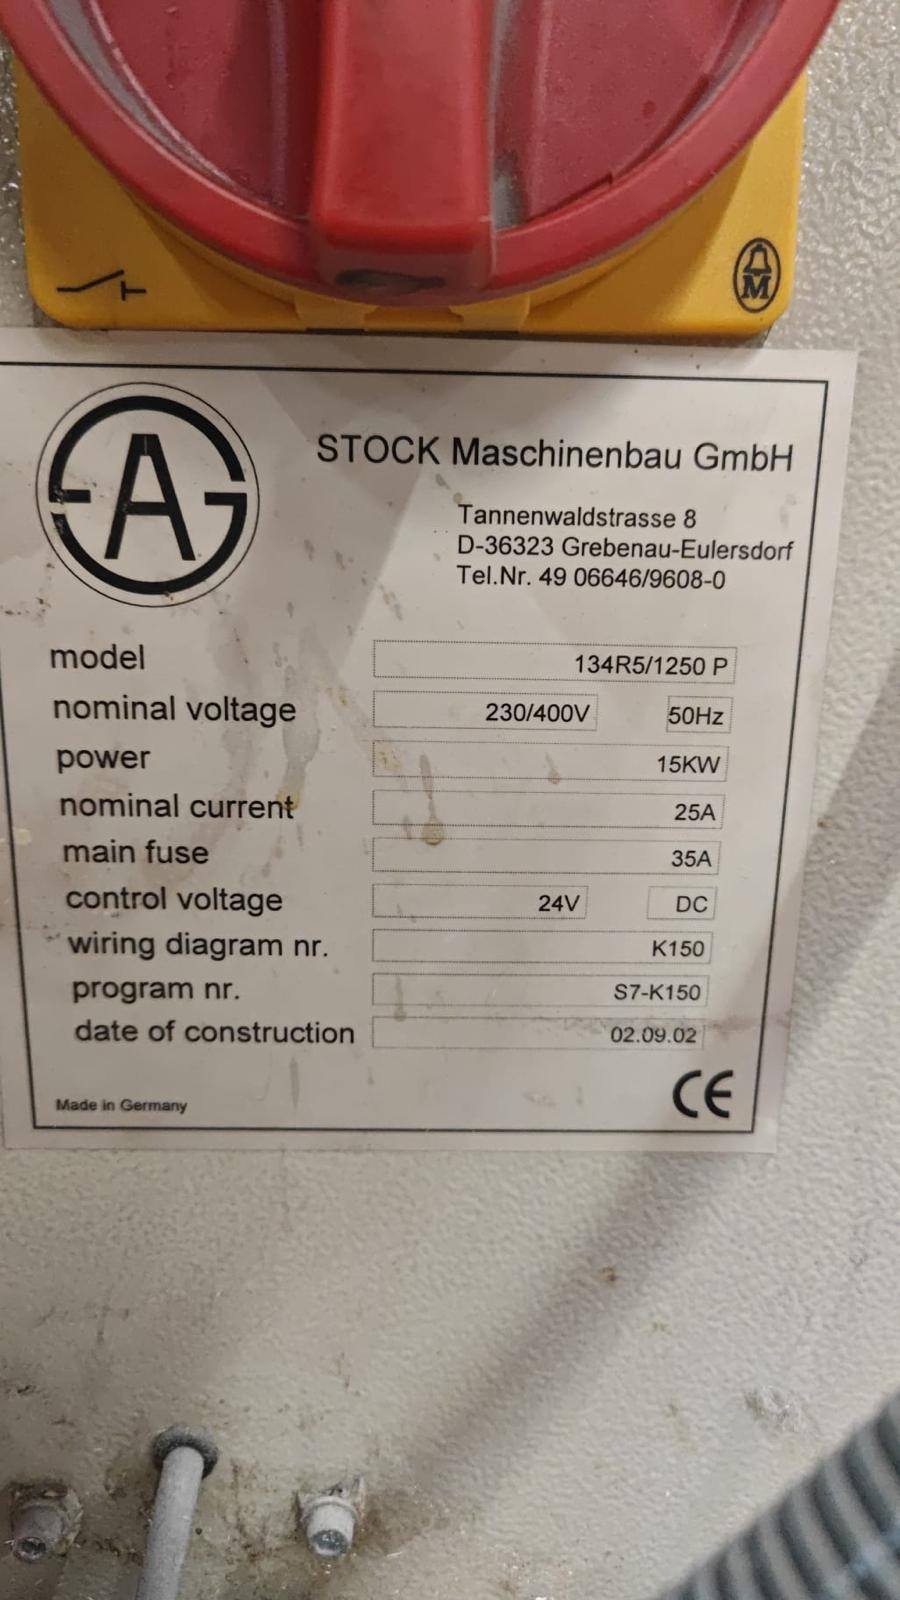 M
A
STOCK Maschinenbau GmbH
Tannenwaldstrasse 8
D-36323 Grebenau-Eulersdorf
Tel.Nr. 49 06646/9608-0
model 134R5/1250 P
nominal voltage 230/400V 50Hz
power 15KW
nominal current 25A
main fuse 35A
control voltage 24V DC
wiring diagram nr. K150
program nr. S7-K150
date of construction 02.09.02
Made in Germany CE